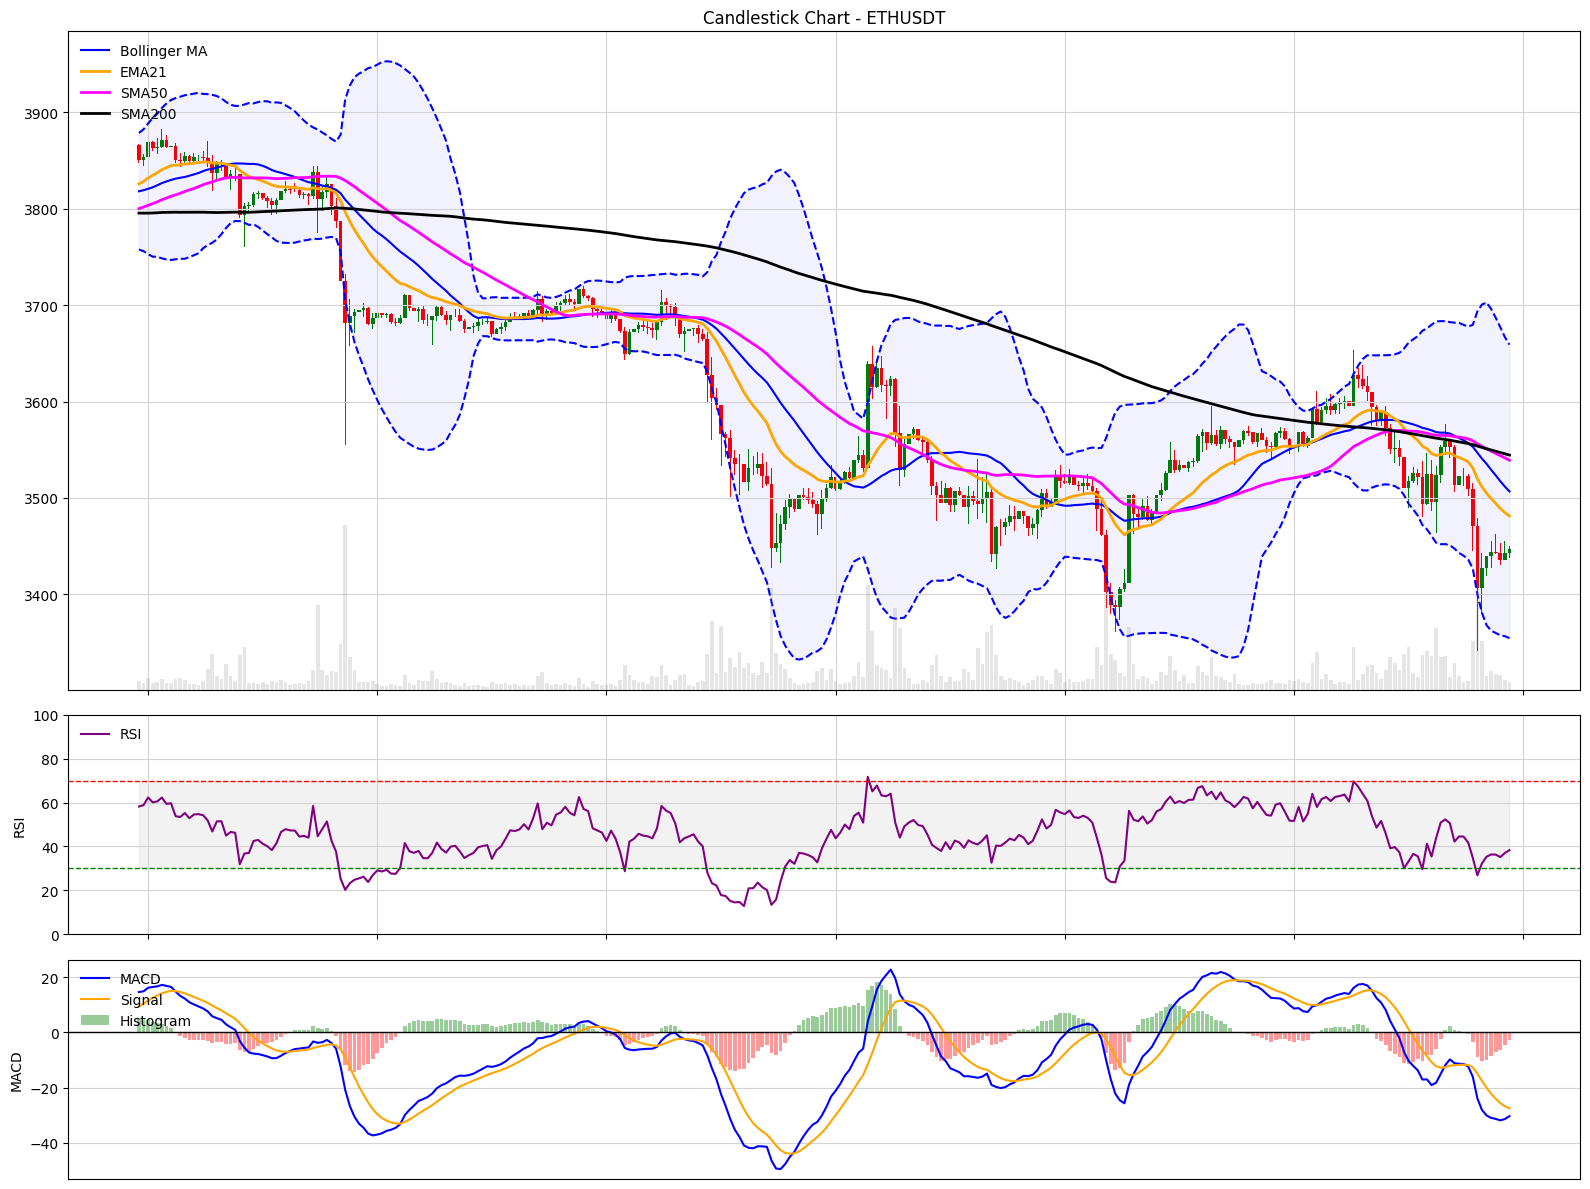 Candlestick Chart - ETHUSDT
Bollinger MA
EMA21
SMA50
SMA200
3900
3800
3700
3600
3500
3400
RSI
100
80
60
40
20
0
RSI
MACD
Signal
Histogram
20
0
−20
−40
MACD